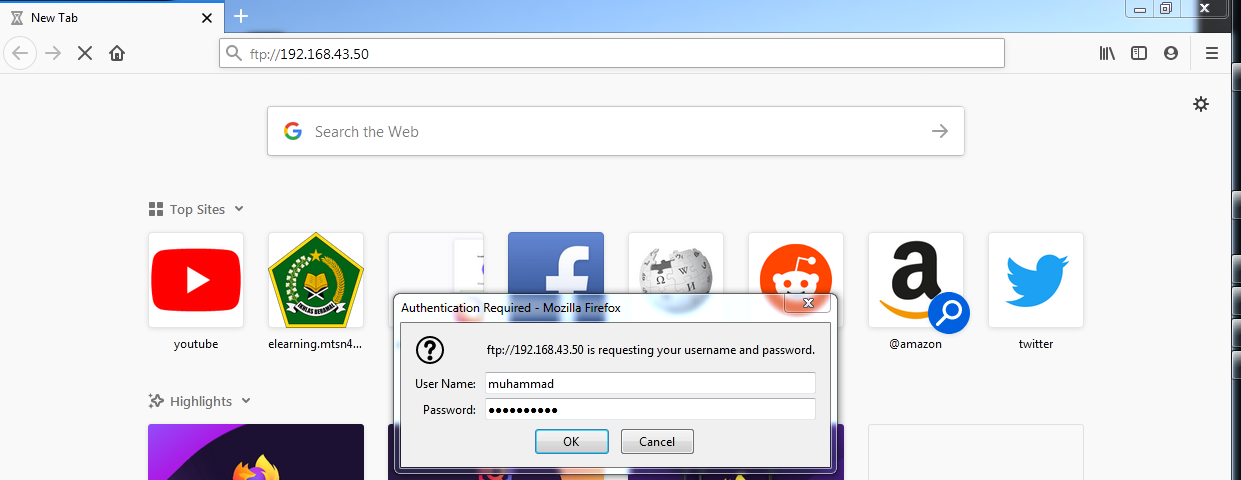 New Tab
ftp://192.168.43.50
Search the Web
Top Sites
youtube
elearning.mtsn4...
@amazon
twitter
Authentication Required - Mozilla Firefox
ftp://192.168.43.50 is requesting your username and password.
User Name: muhammad
Password: ●●●●●●●●●●
OK Cancel
Highlights